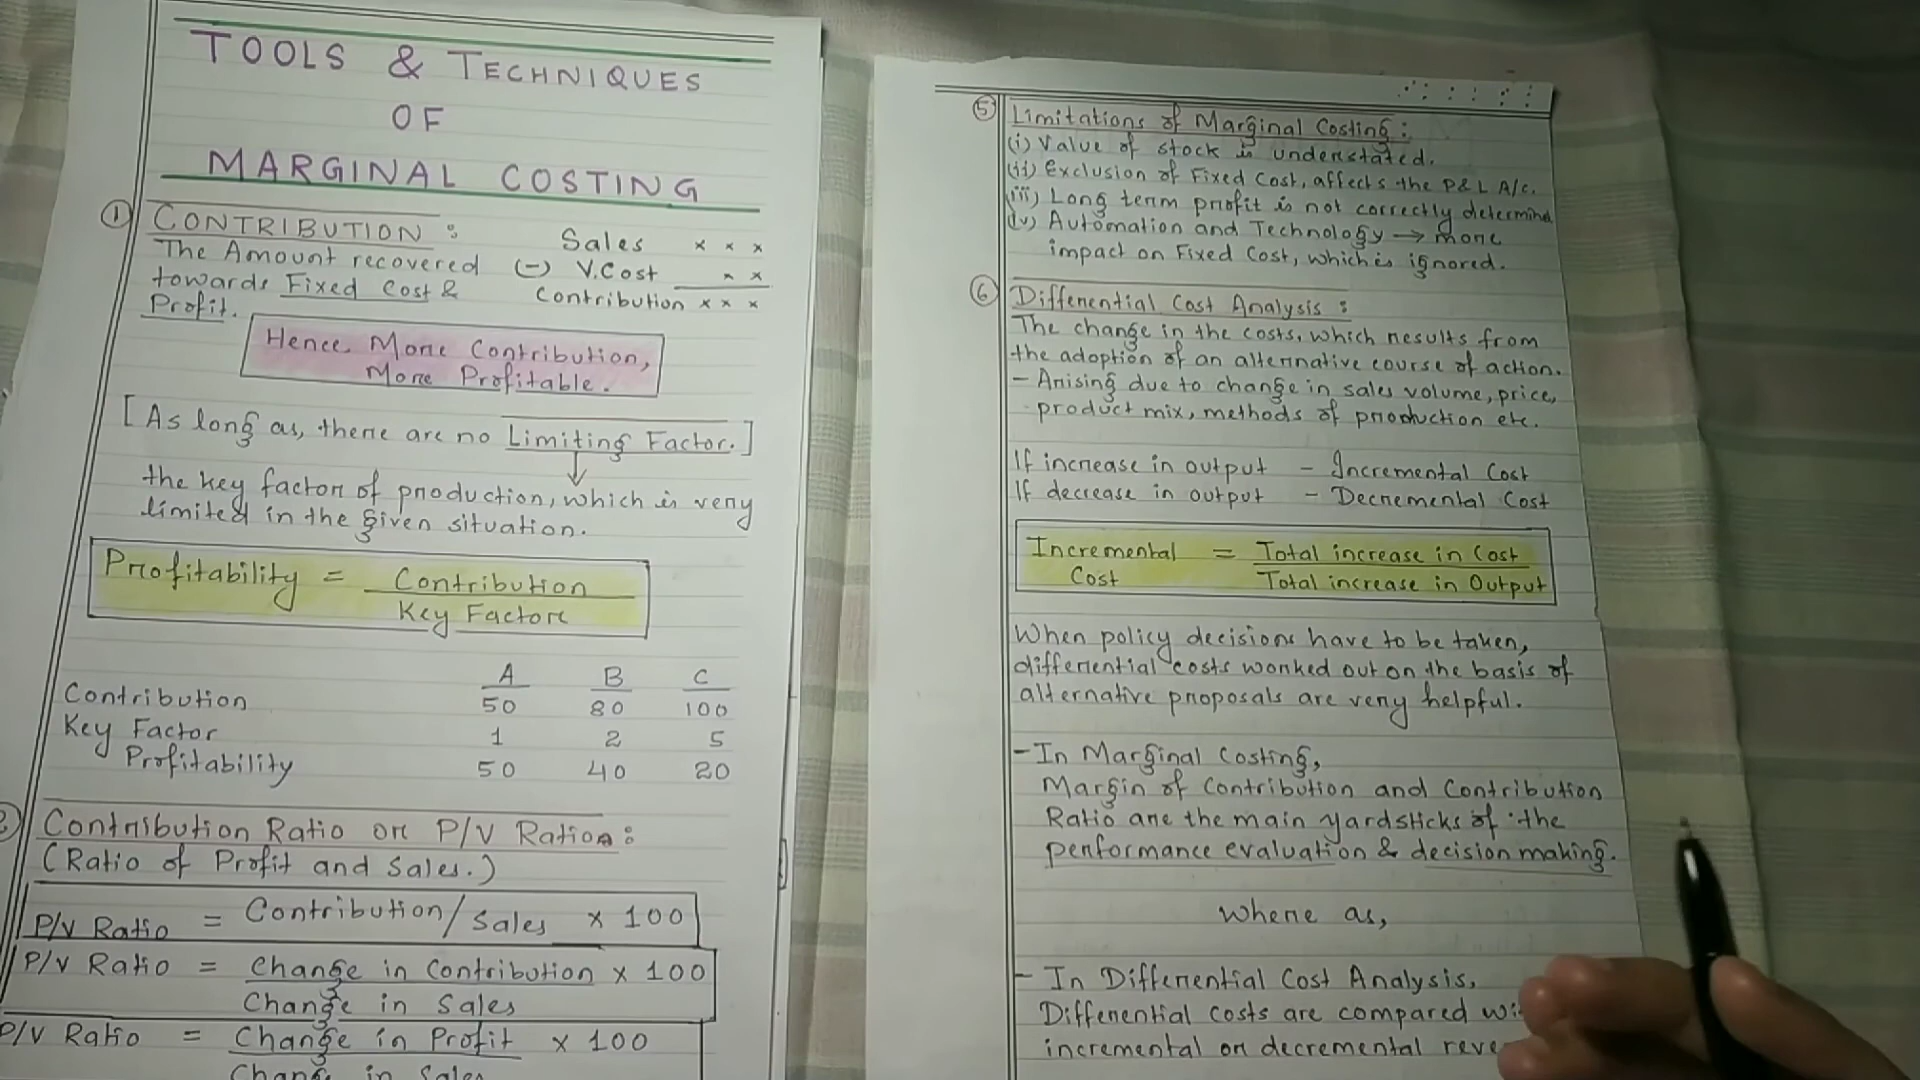 TOOLS & TECHNIQUES
OF
MARGINAL COSTING
① CONTRIBUTION :
The Amount recovered
towards Fixed Cost &
Profit.
Sales x x x
(-) V.Cost x x
Contribution x x x
Hence, More Contribution,
More Profitable.
[As long as, there are no Limiting Factor.]
↓
the key factor of production, which is very
limited in the given situation.
Profitability = Contribution
Key Factor
A B C
Contribution 50 80 100
Key Factor 1 2 5
Profitability 50 40 20
Contribution Ratio or P/V Ratio :
(Ratio of Profit and Sales.)
P/V Ratio = Contribution/Sales x 100
P/V Ratio = Change in Contribution x 100
Change in Sales
P/V Ratio = Change in Profit x 100
Change in Sales
⑤ Limitations of Marginal Costing :
(i) Value of stock is understated.
(ii) Exclusion of Fixed Cost, affects the P&L A/c.
(iii) Long term profit is not correctly determind
(iv) Automation and Technology → more
impact on Fixed Cost, which is ignored.
⑥ Differential Cost Analysis :
The change in the costs, which results from
the adoption of an alternative course of action.
- Arising due to change in sales volume, price,
product mix, methods of production etc.
If increase in output - Incremental Cost
If decrease in output - Decremental Cost
Incremental Cost = Total increase in Cost
Total increase in Output
When policy decisions have to be taken,
differential costs worked out on the basis of
alternative proposals are very helpful.
- In Marginal Costing,
Margin of Contribution and Contribution
Ratio are the main yardsticks of the
performance evaluation & decision making.
Where as,
- In Differential Cost Analysis,
Differential costs are compared
incremental or decremental